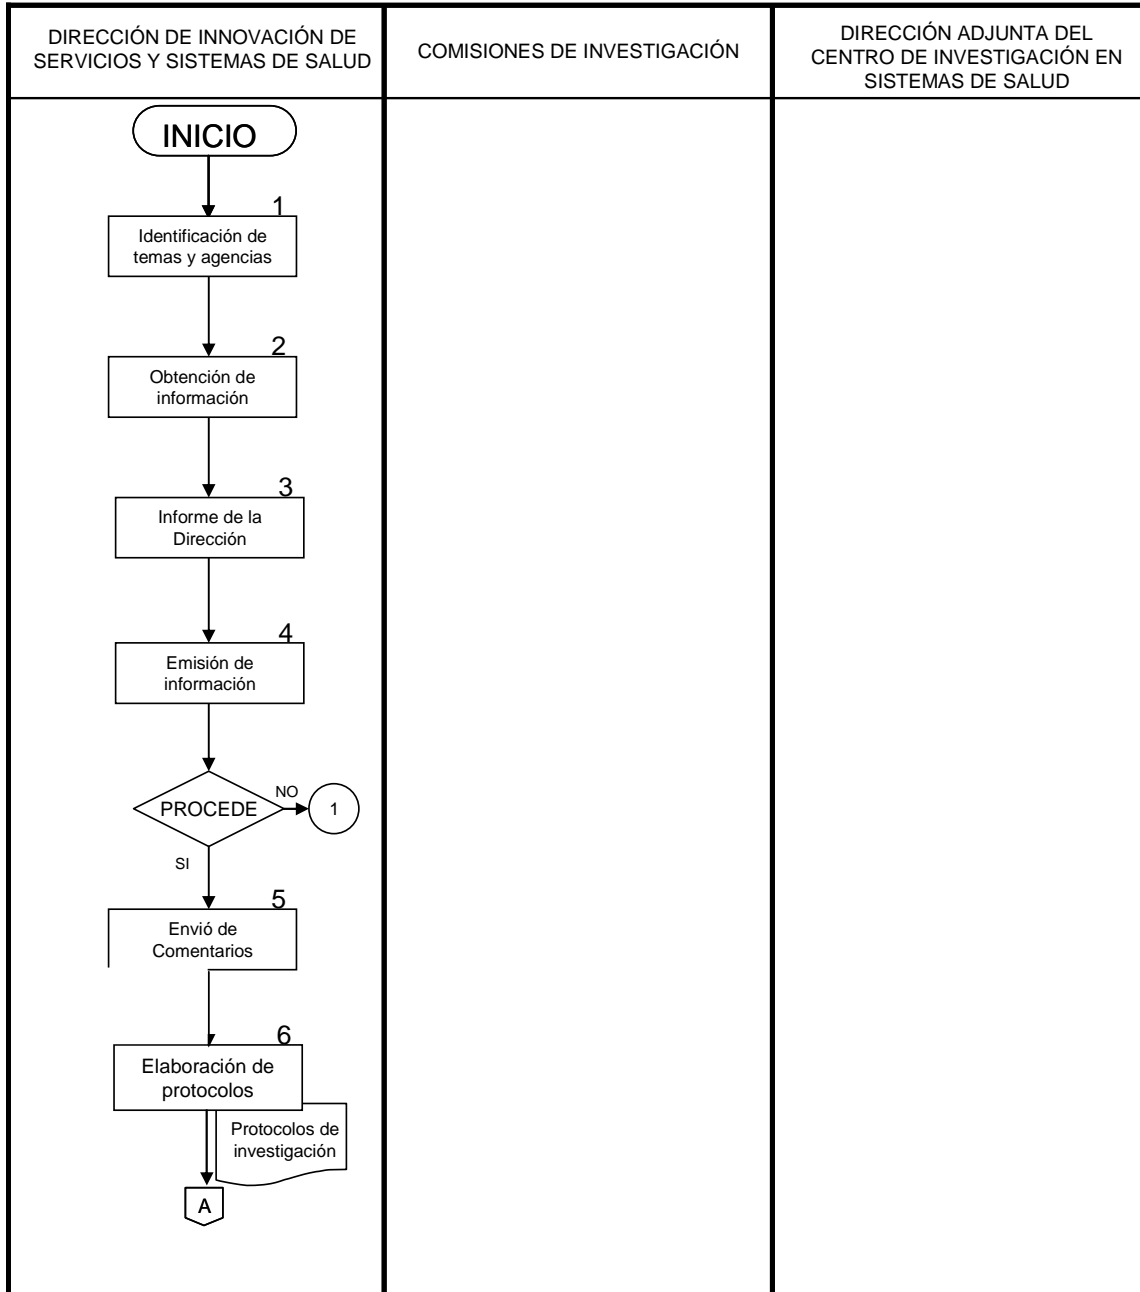 DIRECCIÓN DE INNOVACIÓN DE
SERVICIOS Y SISTEMAS DE SALUD
COMISIONES DE INVESTIGACIÓN
DIRECCIÓN ADJUNTA DEL
CENTRO DE INVESTIGACIÓN EN
SISTEMAS DE SALUD
INICIO
1
Identificación de
temas y agencias
2
Obtención de
información
3
Informe de la
Dirección
4
Emisión de
información
PROCEDE
NO
1
SI
5
Envió de
Comentarios
6
Elaboración de
protocolos
Protocolos de
investigación
A